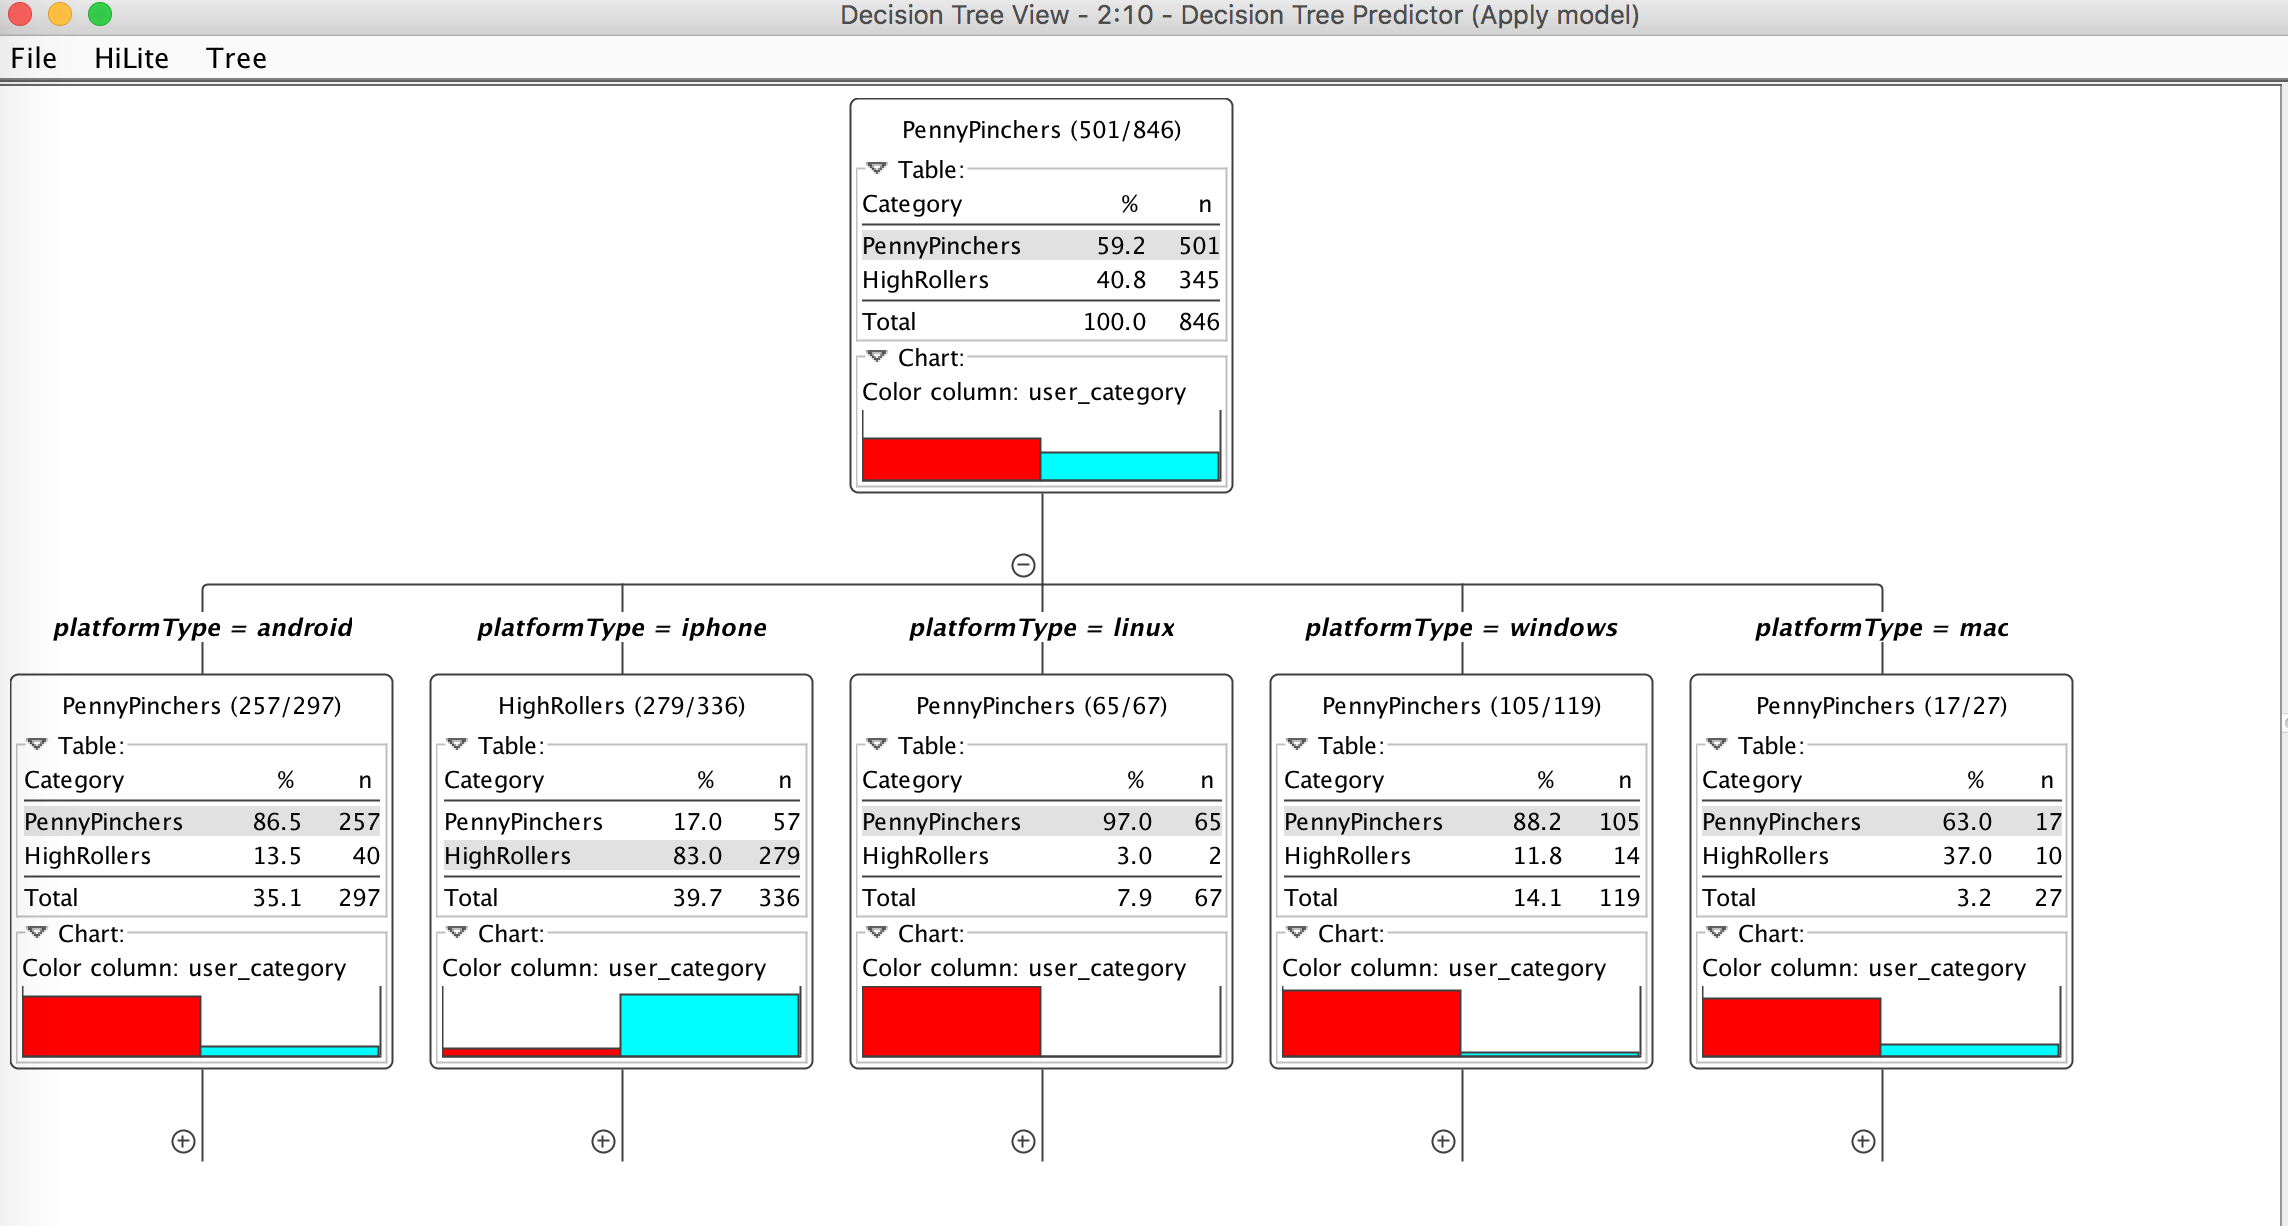 Decision Tree View - 2:10 - Decision Tree Predictor (Apply model)
File HiLite Tree
PennyPinchers (501/846)
Table:
Category % n
PennyPinchers 59.2 501
HighRollers 40.8 345
Total 100.0 846
Chart:
Color column: user_category
platformType = android
PennyPinchers (257/297)
Table:
Category % n
PennyPinchers 86.5 257
HighRollers 13.5 40
Total 35.1 297
Chart:
Color column: user_category
platformType = iphone
HighRollers (279/336)
Table:
Category % n
PennyPinchers 17.0 57
HighRollers 83.0 279
Total 39.7 336
Chart:
Color column: user_category
platformType = linux
PennyPinchers (65/67)
Table:
Category % n
PennyPinchers 97.0 65
HighRollers 3.0 2
Total 7.9 67
Chart:
Color column: user_category
platformType = windows
PennyPinchers (105/119)
Table:
Category % n
PennyPinchers 88.2 105
HighRollers 11.8 14
Total 14.1 119
Chart:
Color column: user_category
platformType = mac
PennyPinchers (17/27)
Table:
Category % n
PennyPinchers 63.0 17
HighRollers 37.0 10
Total 3.2 27
Chart:
Color column: user_category